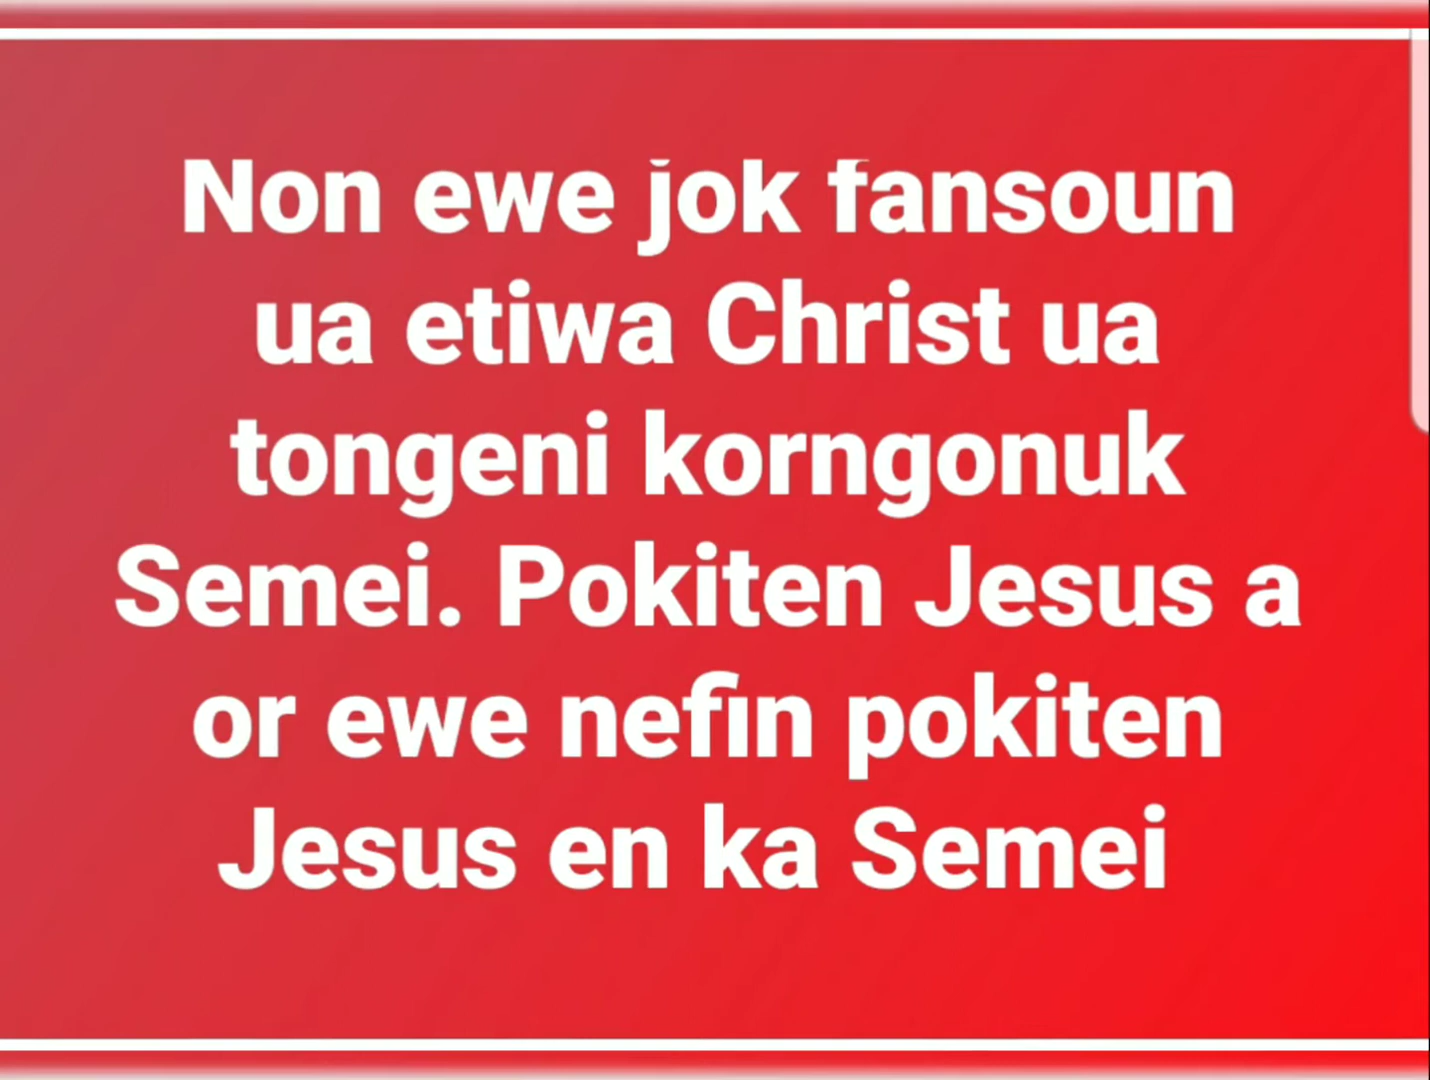 Non ewe jok fansoun
ua etiwa Christ ua
tongeni korngonuk
Semei. Pokiten Jesus a
or ewe nefin pokiten
Jesus en ka Semei